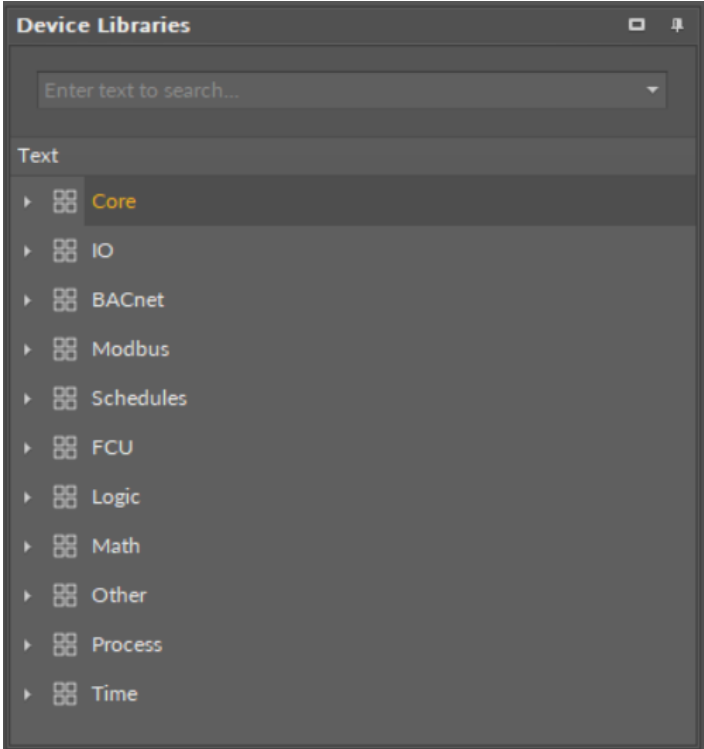 Device Libraries
Enter text to search...
Text
Core
IO
BACnet
Modbus
Schedules
FCU
Logic
Math
Other
Process
Time